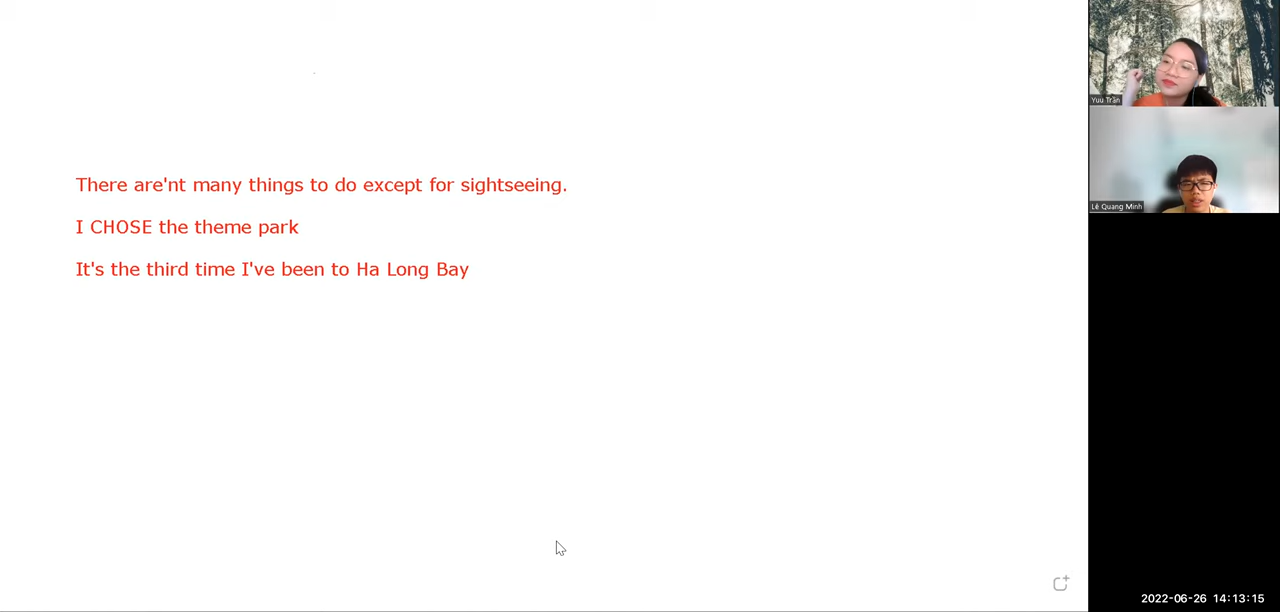 There are'nt many things to do except for sightseeing.
I CHOSE the theme park
It's the third time I've been to Ha Long Bay
Yuu Trần
Lê Quang Minh
2022-06-26 14:13:15